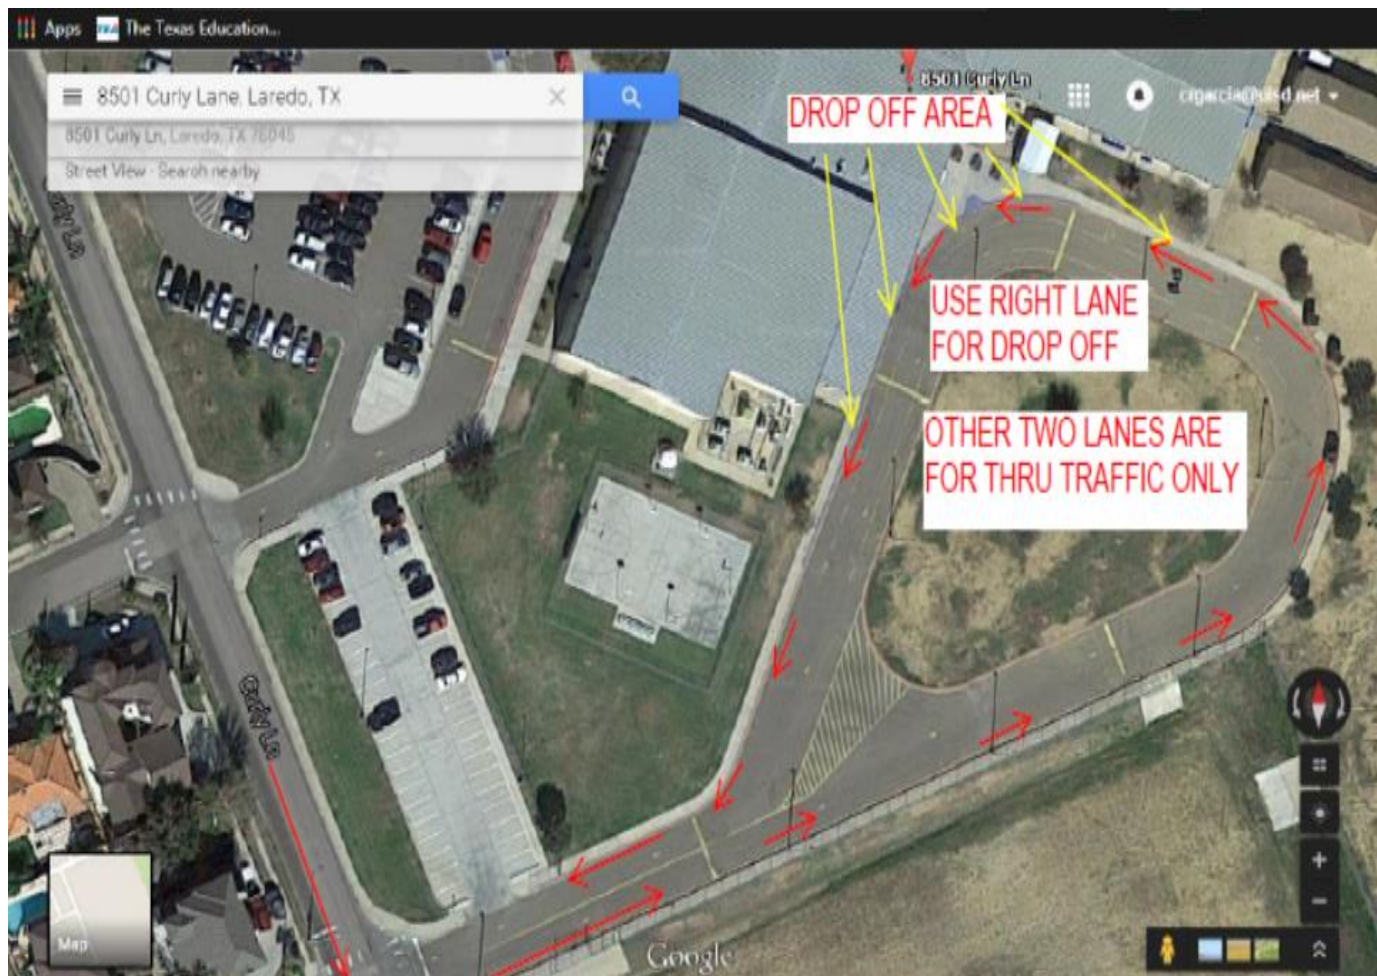 Apps The Texas Education...
8501 Curly Lane, Laredo, TX
8501 Curly Ln, Laredo, TX 78045
Street View · Search nearby
8501 Curly Ln
DROP OFF AREA
USE RIGHT LANE
FOR DROP OFF
OTHER TWO LANES ARE
FOR THRU TRAFFIC ONLY
Curly Ln
Curly Ln
Map
Google